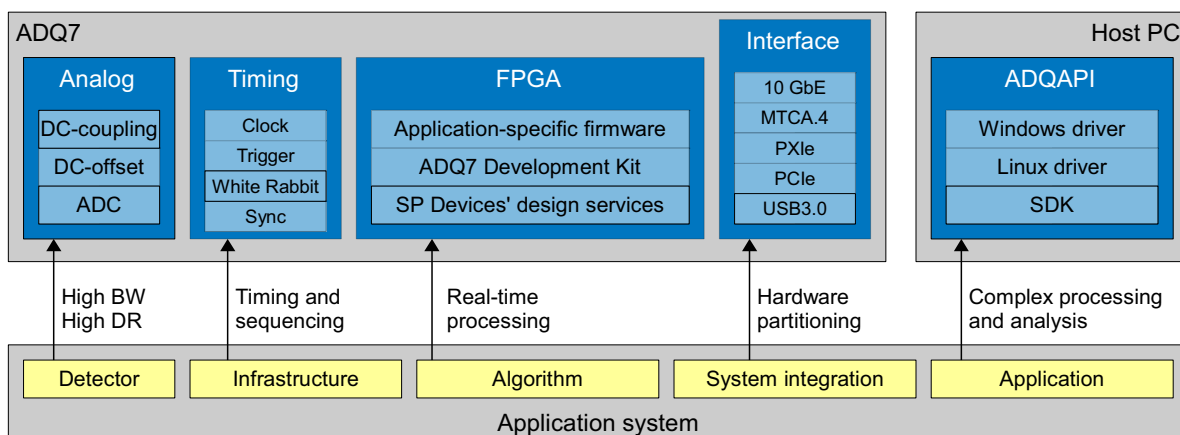 ADQ7
Analog
DC-coupling
DC-offset
ADC
Timing
Clock
Trigger
White Rabbit
Sync
FPGA
Application-specific firmware
ADQ7 Development Kit
SP Devices' design services
Interface
10 GbE
MTCA.4
PXIe
PCIe
USB3.0
Host PC
ADQAPI
Windows driver
Linux driver
SDK
High BW
High DR
Timing and
sequencing
Real-time
processing
Hardware
partitioning
Complex processing
and analysis
Detector
Infrastructure
Algorithm
System integration
Application
Application system